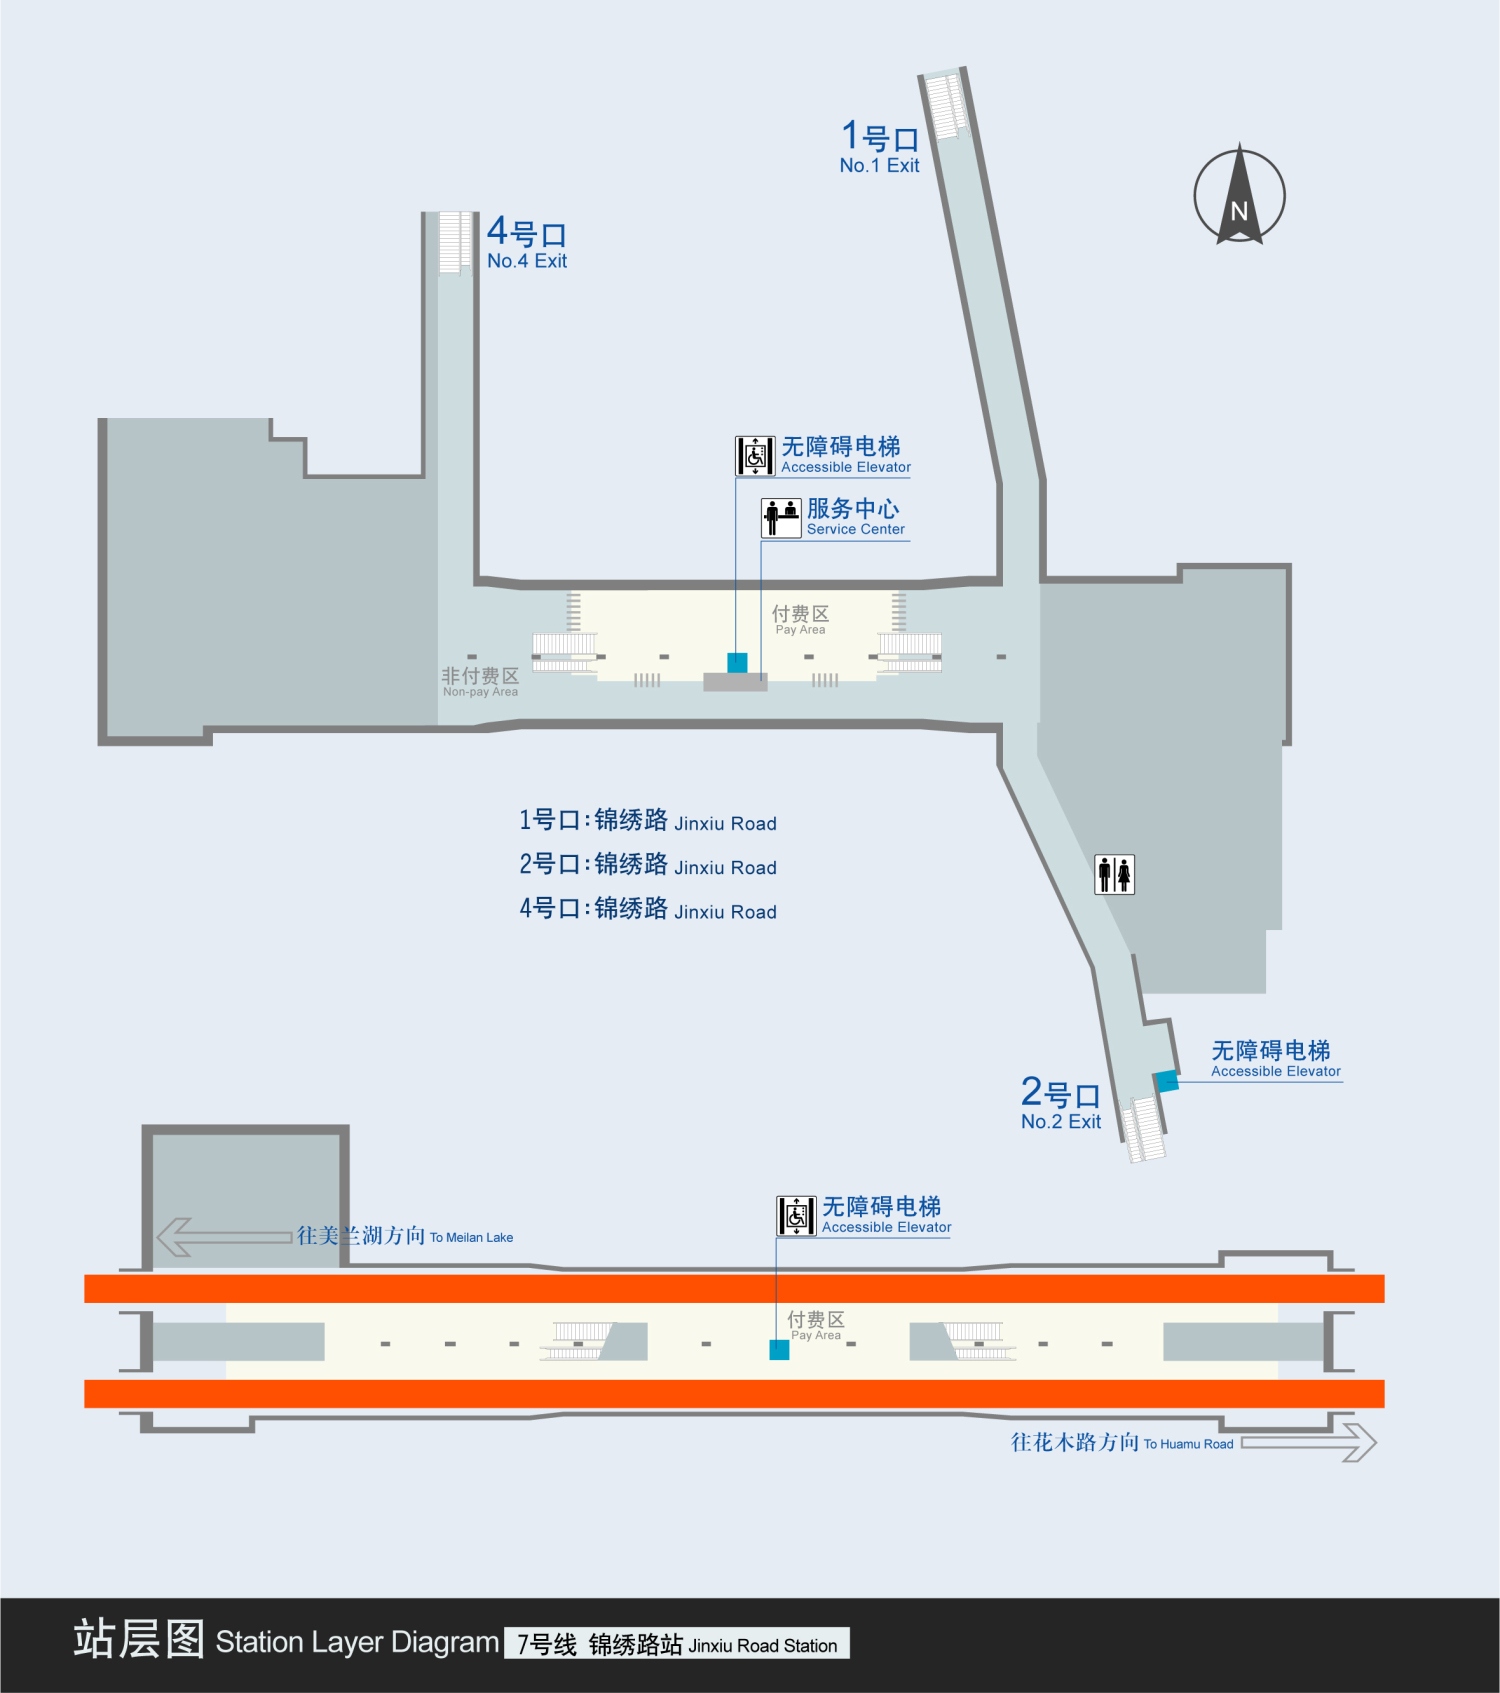 1号口
No.1 Exit
N
4号口
No.4 Exit
无障碍电梯
Accessible Elevator
服务中心
Service Center
付费区
Pay Area
非付费区
Non-pay Area
1号口:锦绣路 Jinxiu Road
2号口:锦绣路 Jinxiu Road
4号口:锦绣路 Jinxiu Road
无障碍电梯
Accessible Elevator
2号口
No.2 Exit
无障碍电梯
Accessible Elevator
往美兰湖方向 To Meilan Lake
付费区
Pay Area
往花木路方向 To Huamu Road
站层图 Station Layer Diagram 7号线 锦绣路站 Jinxiu Road Station